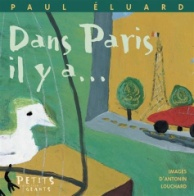 PAUL ÉLUARD
Dans Paris
il y a...
PETITS
GÉANTS
IMAGES
D'ANTONIN
LOUCHARD